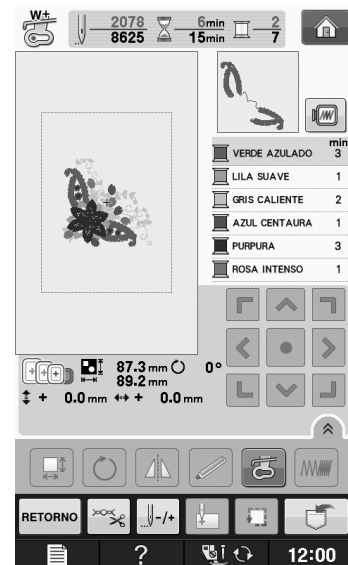 W+
2078 6min 2
8625 15min 7
min
VERDE AZULADO 3
LILA SUAVE 1
GRIS CALIENTE 2
AZUL CENTAURA 1
PURPURA 3
ROSA INTENSO 1
87.3 mm 0°
89.2 mm
+ 0.0 mm + 0.0 mm
RETORNO -/+
? 12:00